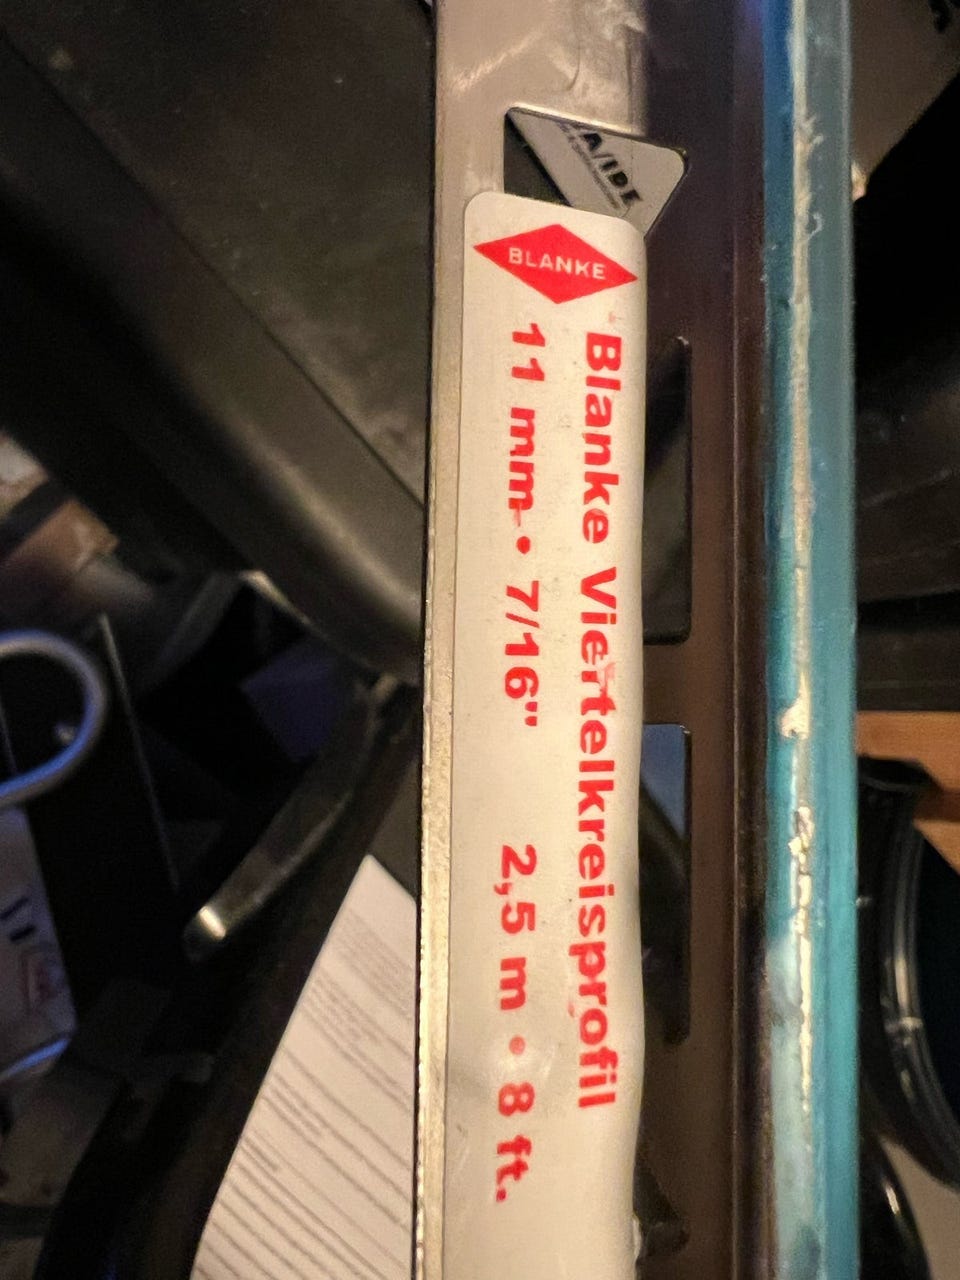 BLANKE
Blanke Viertelkreisprofil
11 mm • 7/16" 2,5 m • 8 ft.